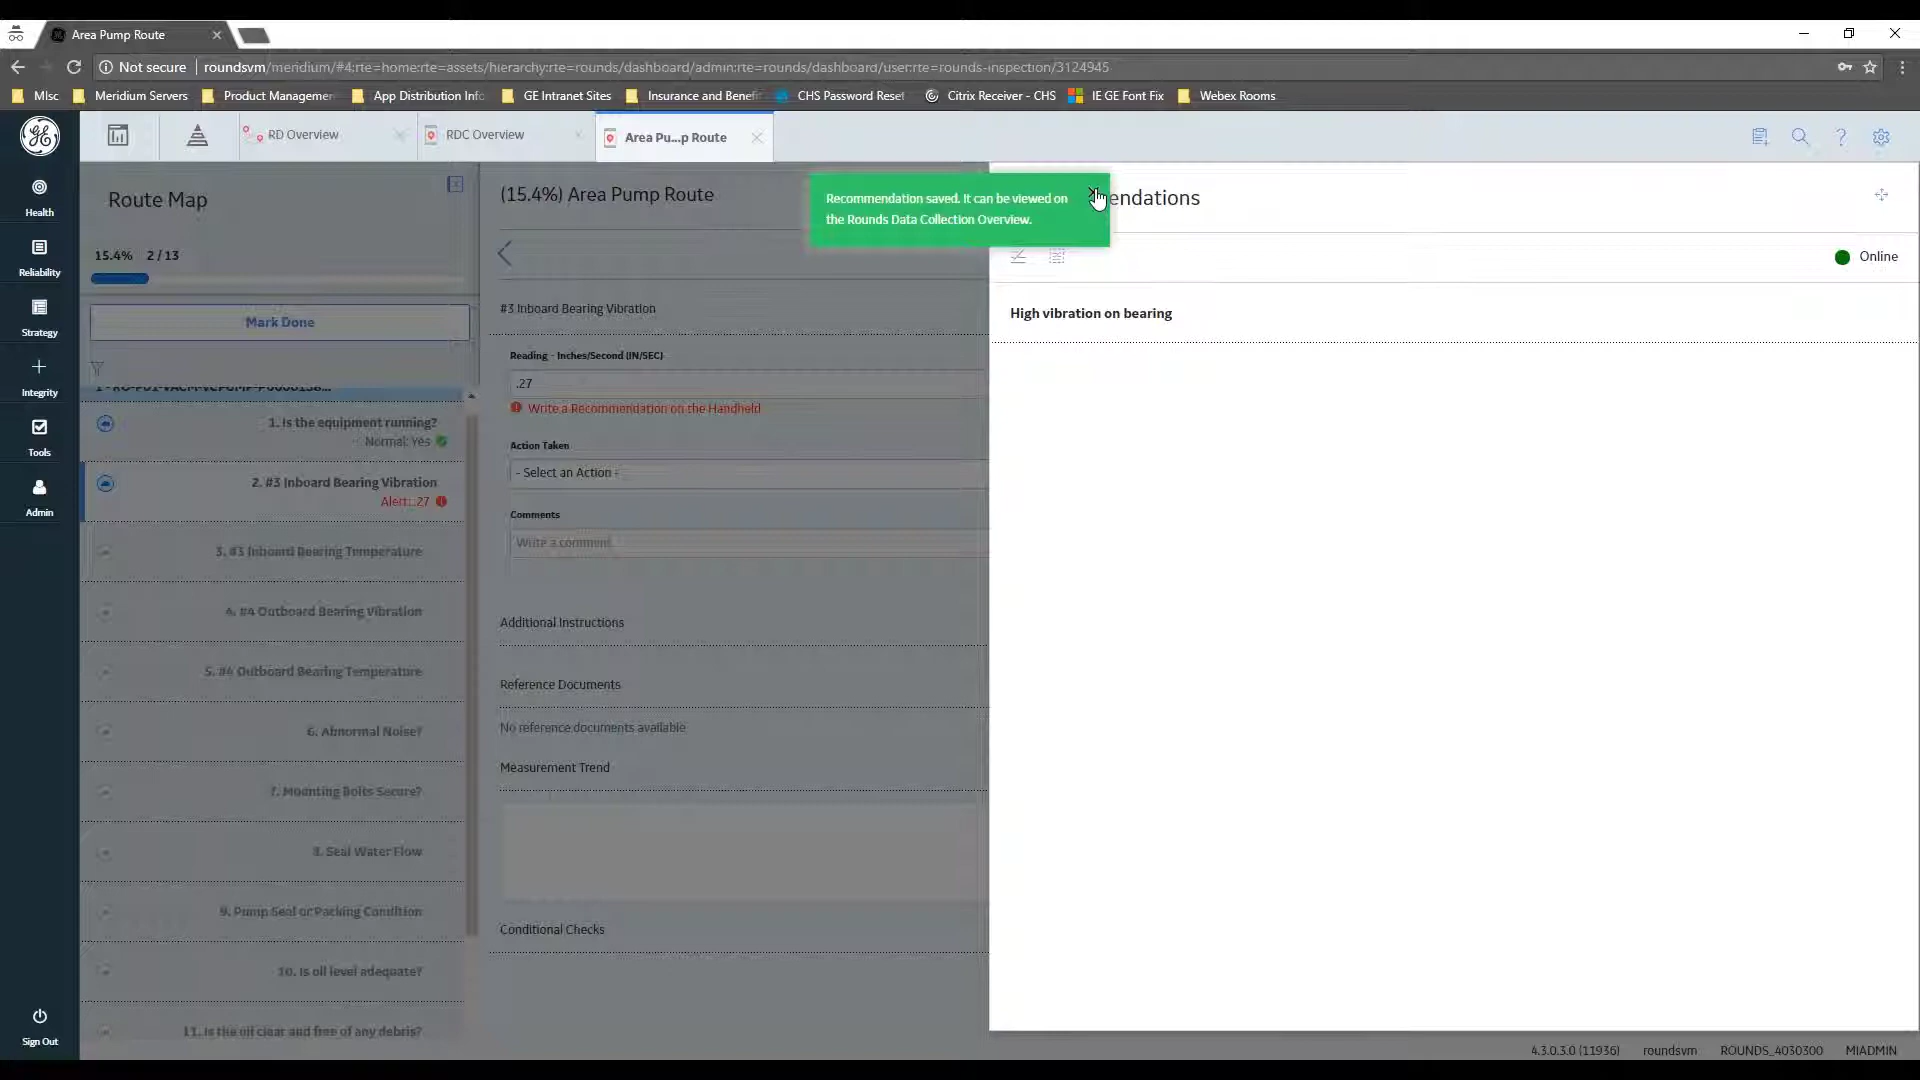 Area Pump Route
Not secure
roundsvm/meridium/#4;rte=home;rte=assets/hierarchy;rte=rounds/dashboard/admin;rte=rounds/dashboard/user;rte=rounds-inspection/3124945
MIsc
Meridium Servers
Product Managemen
App Distribution Info
GE Intranet Sites
Insurance and Benefi
CHS Password Reset
Citrix Receiver - CHS
IE GE Font Fix
Webex Rooms
RD Overview
RDC Overview
Area Pu...p Route
Health
Reliability
Strategy
Integrity
Tools
Admin
Sign Out
Route Map
15.4% 2 / 13
Mark Done
1. Is the equipment running?
Normal: Yes
2. #3 Inboard Bearing Vibration
Alert: .27
3. #3 Inboard Bearing Temperature
4. #4 Outboard Bearing Vibration
5. #4 Outboard Bearing Temperature
6. Abnormal Noise?
7. Mounting Bolts Secure?
8. Seal Water Flow
9. Pump Seal or Packing Condition
10. Is oil level adequate?
11. Is the oil clear and free of any debris?
(15.4%) Area Pump Route
#3 Inboard Bearing Vibration
Reading - Inches/Second (IN/SEC)
.27
Write a Recommendation on the Handheld
Action Taken
- Select an Action -
Comments
Write a comment
Additional Instructions
Reference Documents
No reference documents available
Measurement Trend
Conditional Checks
Recommendation saved. It can be viewed on
the Rounds Data Collection Overview.
endations
Online
High vibration on bearing
4.3.0.3.0 (11936)
roundsvm
ROUNDS_4030300
MIADMIN